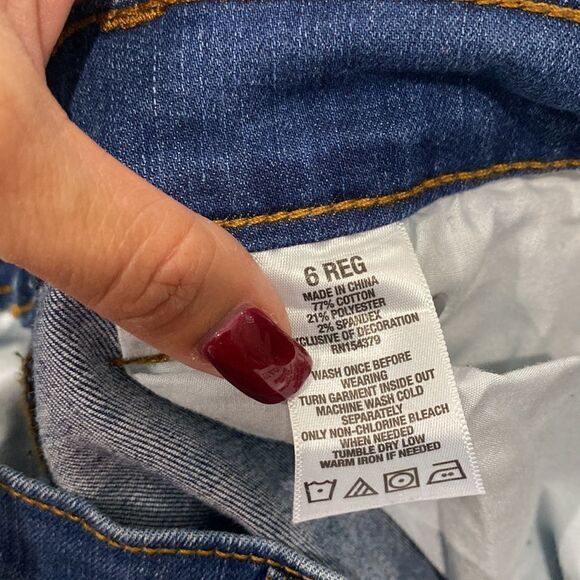 6 REG
MADE IN CHINA
77% COTTON
21% POLYESTER
2% SPANDEX
XCLUSIVE OF DECORATION
RN154379
WASH ONCE BEFORE
WEARING
TURN GARMENT INSIDE OUT
MACHINE WASH COLD
SEPARATELY
ONLY NON-CHLORINE BLEACH
WHEN NEEDED
TUMBLE DRY LOW
WARM IRON IF NEEDED